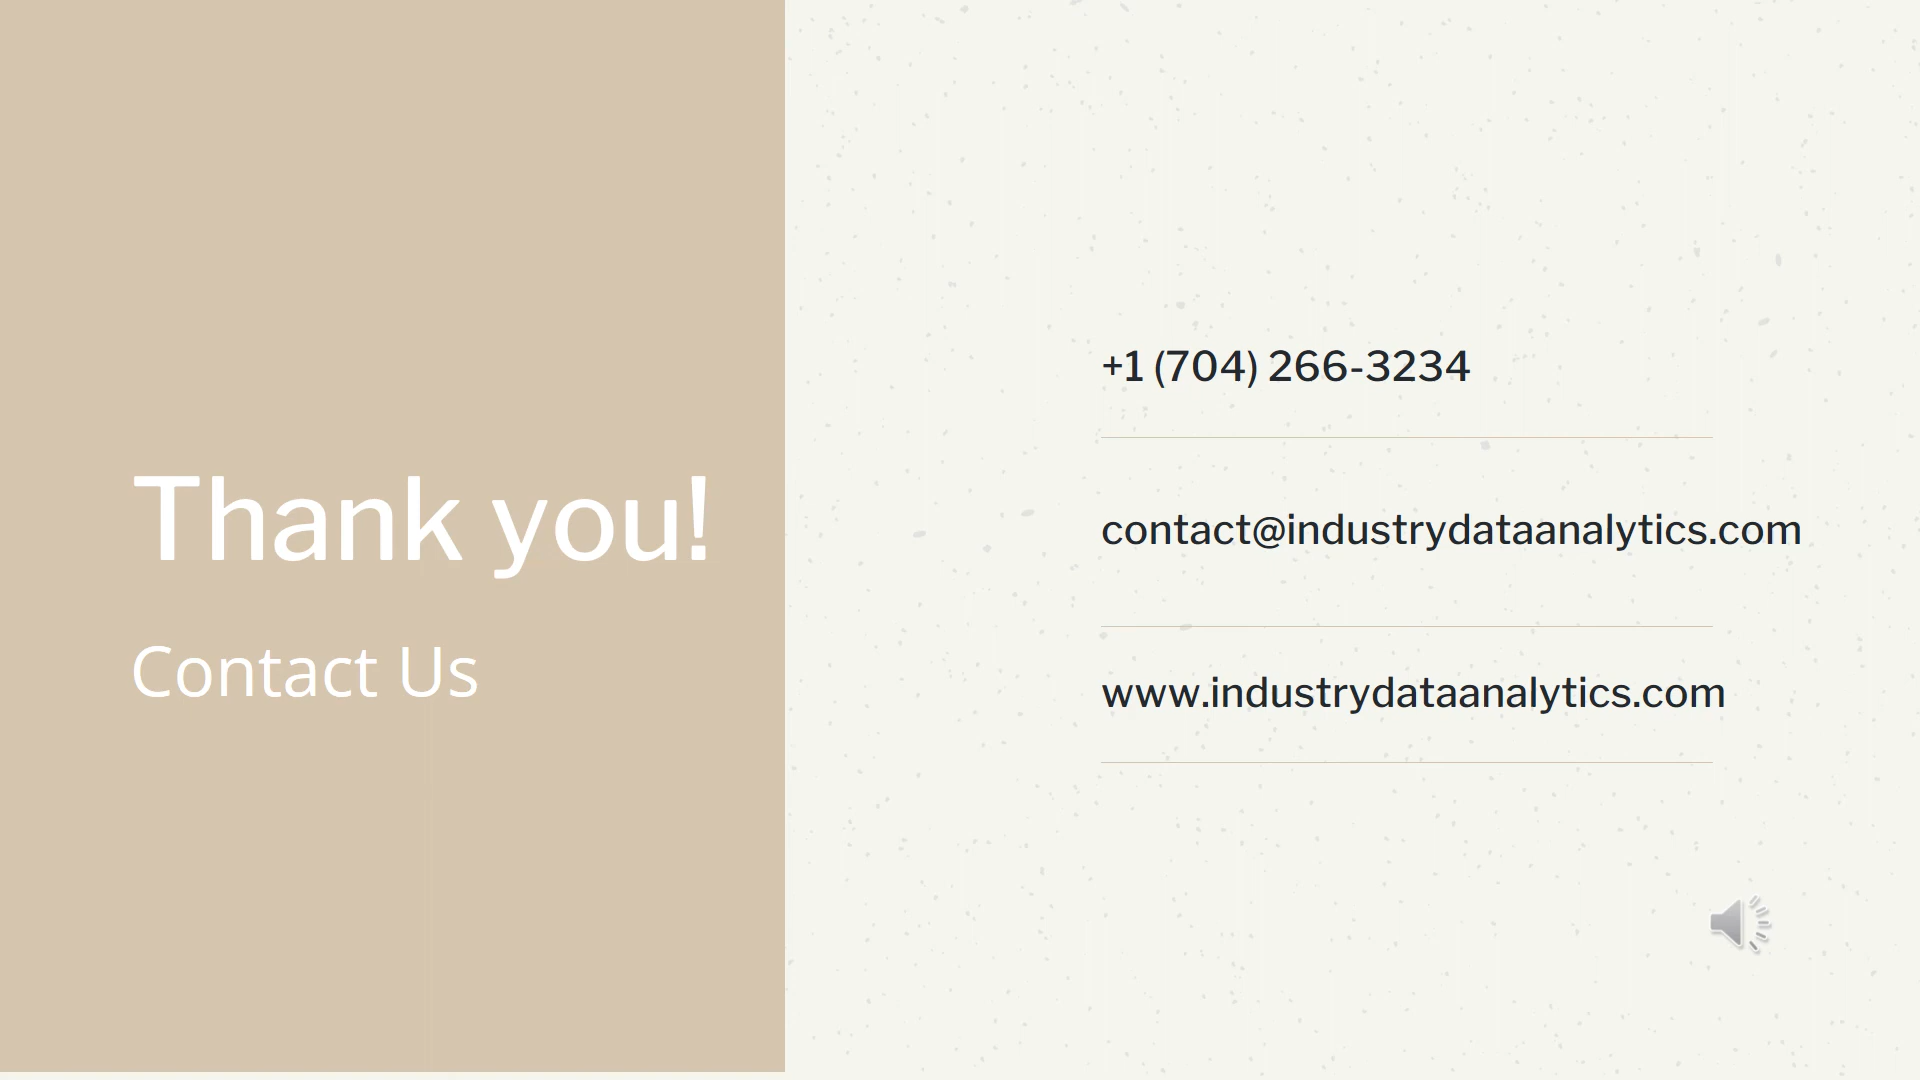 Thank you!
Contact Us
+1 (704) 266-3234
contact@industrydataanalytics.com
www.industrydataanalytics.com